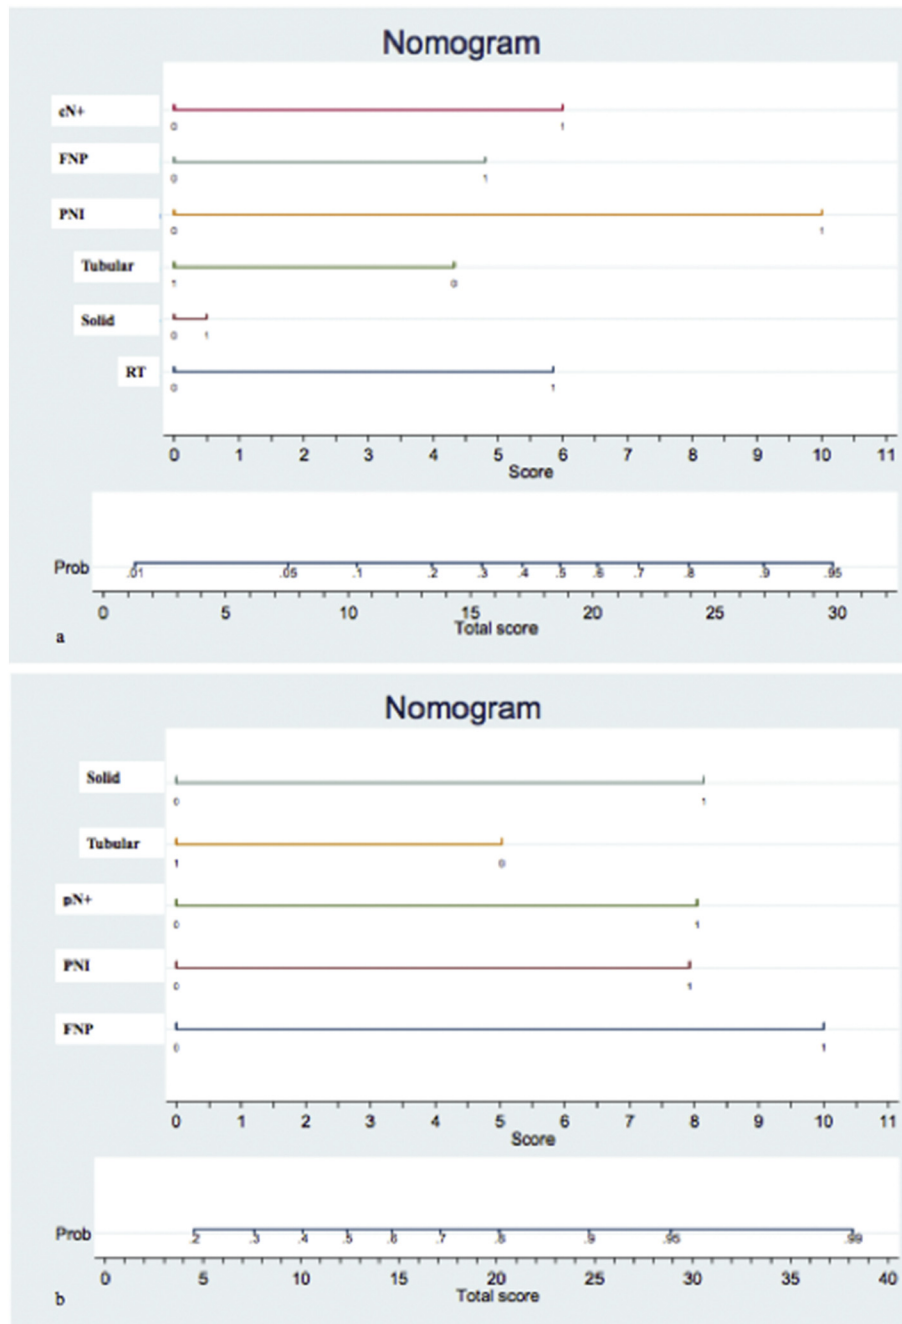 Nomogram
cN+
0 1
FNP
0 1
PNI
0 1
Tubular
1 0
Solid
0 1
RT
0 1
0 1 2 3 4 5 6 7 8 9 10 11
Score
Prob .01 .05 .1 .2 .3 .4 .5 .6 .7 .8 .9 .95
0 5 10 15 20 25 30
Total score
a
Nomogram
Solid
0 1
Tubular
1 0
pN+
0 1
PNI
0 1
FNP
0 1
0 1 2 3 4 5 6 7 8 9 10 11
Score
Prob .2 .3 .4 .5 .6 .7 .8 .9 .95 .99
0 5 10 15 20 25 30 35 40
Total score
b